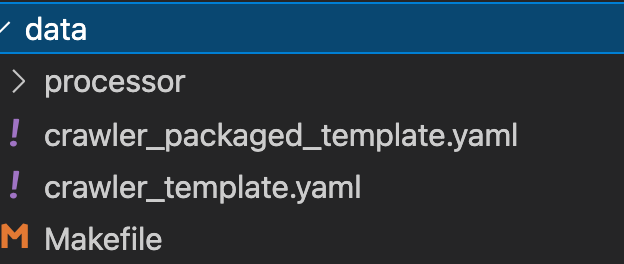 data
processor
! crawler_packaged_template.yaml
! crawler_template.yaml
M Makefile